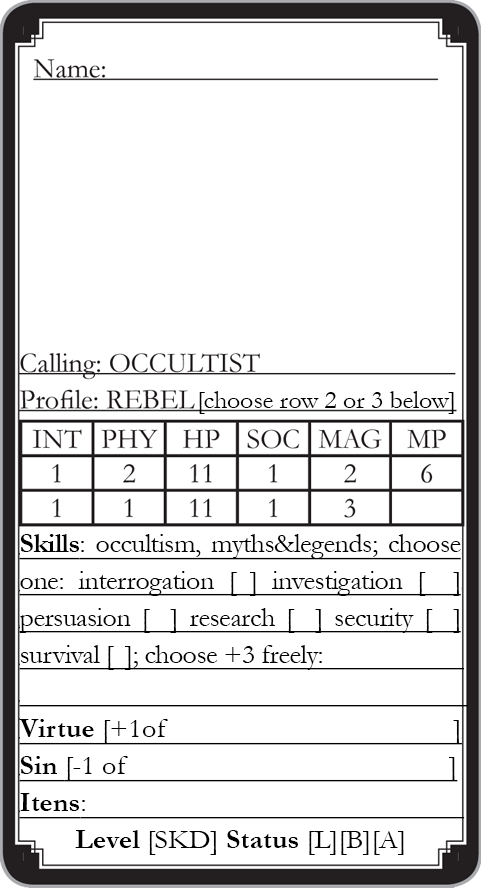 Name:
Calling: OCCULTIST
Profile: REBEL [choose row 2 or 3 below]
INT PHY HP SOC MAG MP
1 2 11 1 2 6
1 1 11 1 3
Skills: occultism, myths&legends; choose
one: interrogation [ ] investigation [ ]
persuasion [ ] research [ ] security [ ]
survival [ ]; choose +3 freely:
Virtue [+1of ]
Sin [-1 of ]
Itens:
Level [SKD] Status [L][B][A]